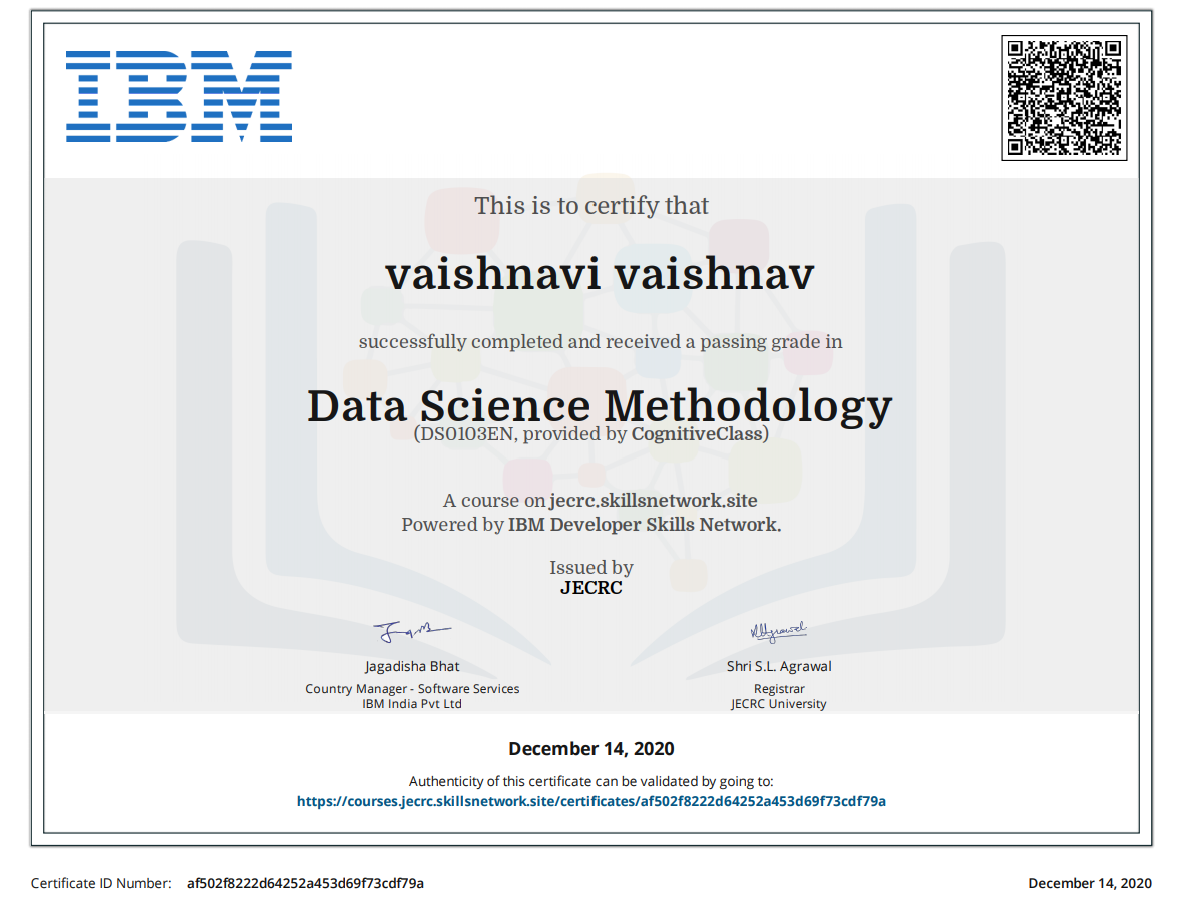 IBM
This is to certify that
vaishnavi vaishnav
successfully completed and received a passing grade in
Data Science Methodology
(DS0103EN, provided by CognitiveClass)
A course on jecrc.skillsnetwork.site
Powered by IBM Developer Skills Network.
Issued by
JECRC
Jagadisha Bhat
Country Manager - Software Services
IBM India Pvt Ltd
Shri S.L. Agrawal
Registrar
JECRC University
December 14, 2020
Authenticity of this certificate can be validated by going to:
https://courses.jecrc.skillsnetwork.site/certificates/af502f8222d64252a453d69f73cdf79a
Certificate ID Number: af502f8222d64252a453d69f73cdf79a
December 14, 2020